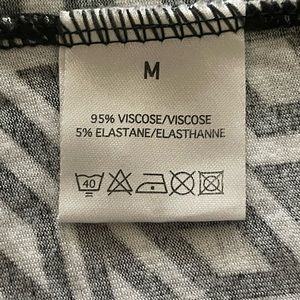 M
95% VISCOSE/VISCOSE
5% ELASTANE/ELASTHANNE
40